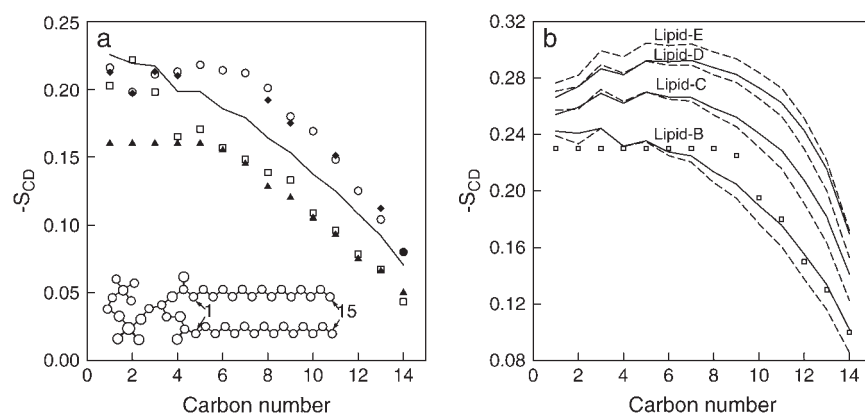 a
0.25
0.20
0.15
0.10
0.05
0.00
-S_CD
1
15
0 2 4 6 8 10 12 14
Carbon number
b
0.32
0.28
0.24
0.20
0.16
0.12
0.08
-S_CD
Lipid-E
Lipid-D
Lipid-C
Lipid-B
0 2 4 6 8 10 12 14
Carbon number